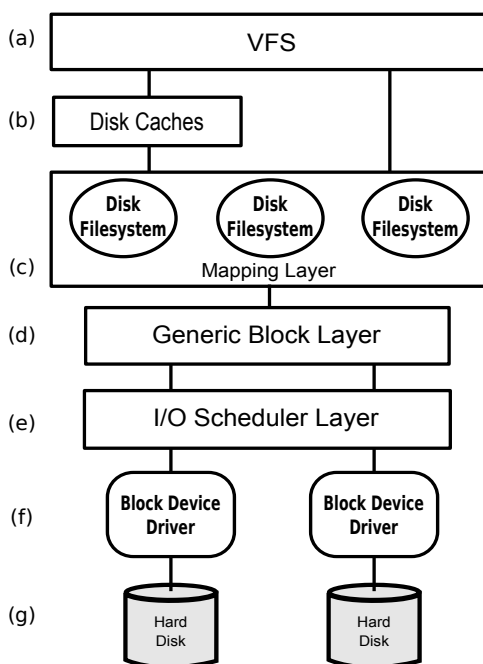 (a)
VFS
(b)
Disk Caches
Disk
Filesystem
Disk
Filesystem
Disk
Filesystem
(c)
Mapping Layer
(d)
Generic Block Layer
(e)
I/O Scheduler Layer
(f)
Block Device
Driver
Block Device
Driver
(g)
Hard
Disk
Hard
Disk